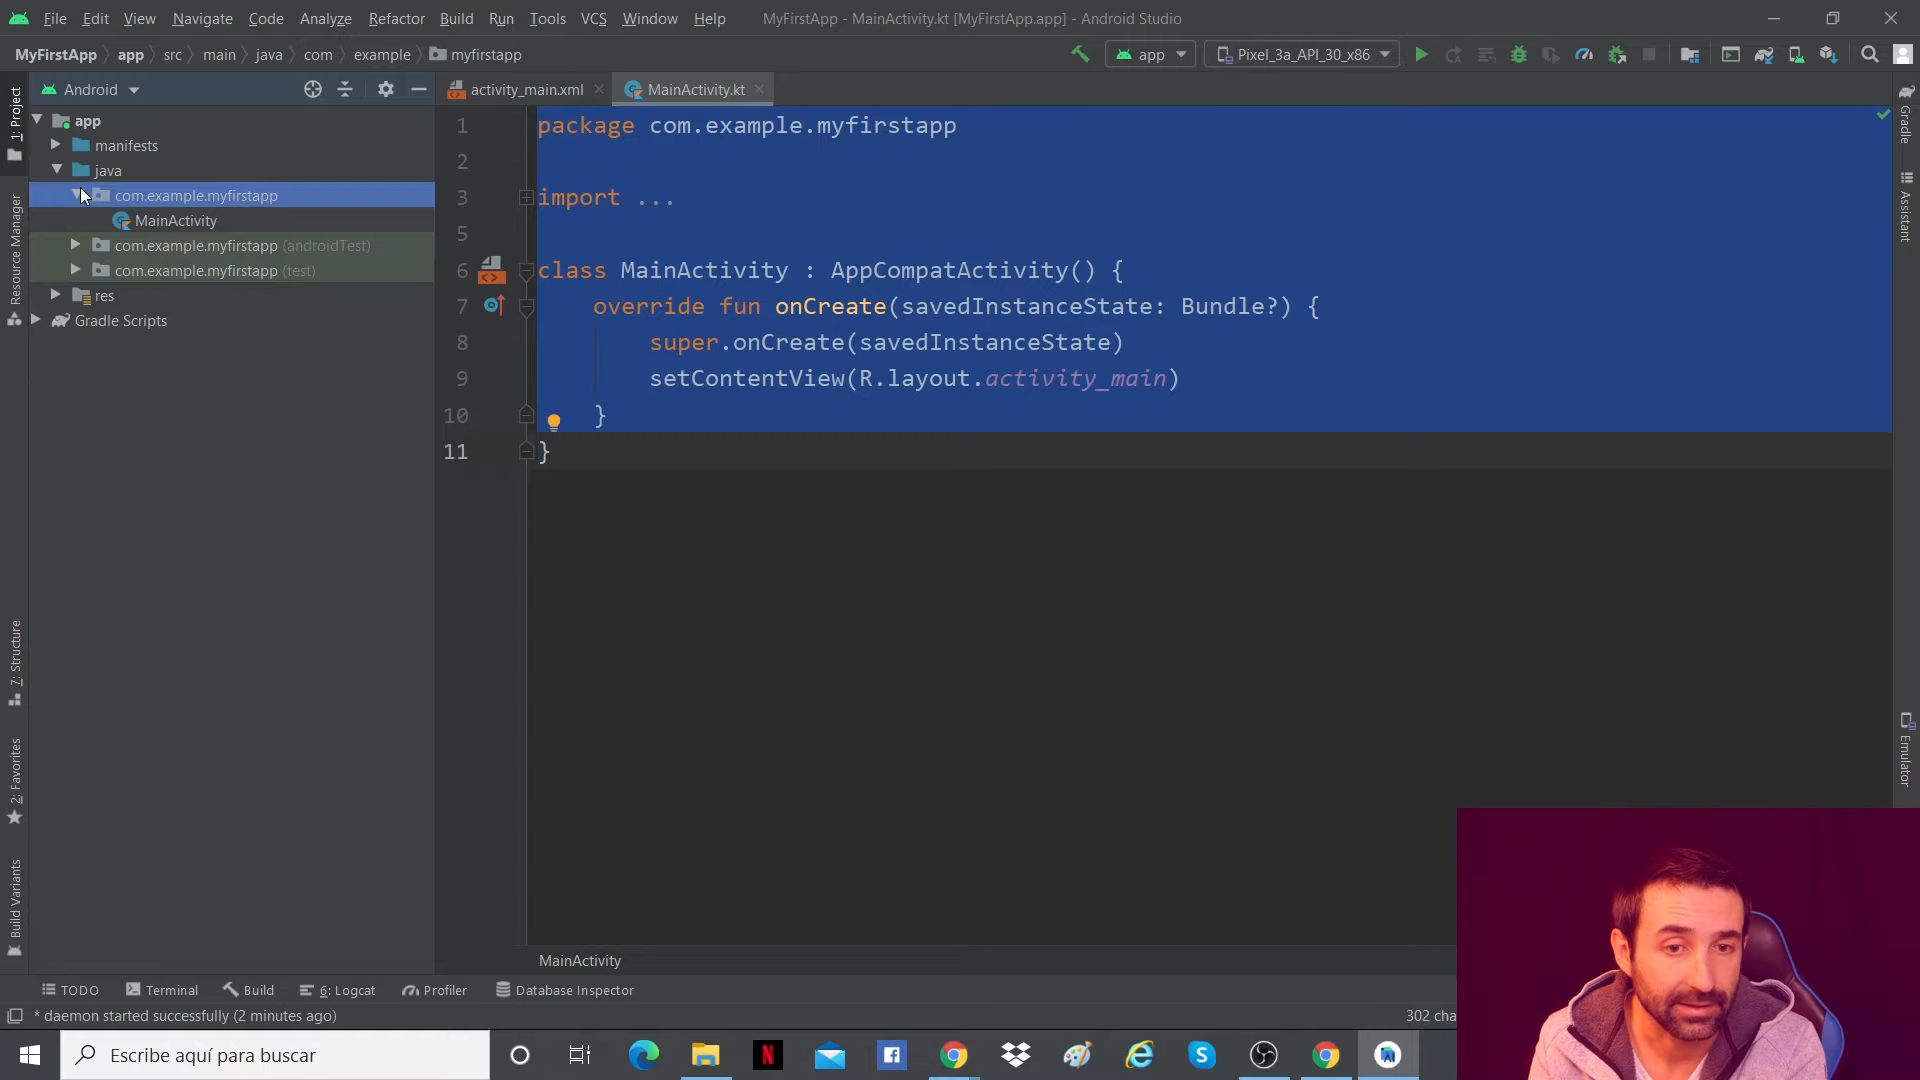 File Edit View Navigate Code Analyze Refactor Build Run Tools VCS Window Help MyFirstApp - MainActivity.kt [MyFirstApp.app] - Android Studio
MyFirstApp app src main java com example myfirstapp app Pixel_3a_API_30_x86
1: Project
Resource Manager
7: Structure
2: Favorites
Build Variants
Android
app
manifests
java
com.example.myfirstapp
MainActivity
com.example.myfirstapp (androidTest)
com.example.myfirstapp (test)
res
Gradle Scripts
activity_main.xml MainActivity.kt
1 package com.example.myfirstapp
2
3 import ...
5
6 class MainActivity : AppCompatActivity() {
7 override fun onCreate(savedInstanceState: Bundle?) {
8 super.onCreate(savedInstanceState)
9 setContentView(R.layout.activity_main)
10 }
11 }
MainActivity
Gradle
Assistant
Emulator
TODO Terminal Build 6: Logcat Profiler Database Inspector
* daemon started successfully (2 minutes ago) 302 cha
Escribe aquí para buscar